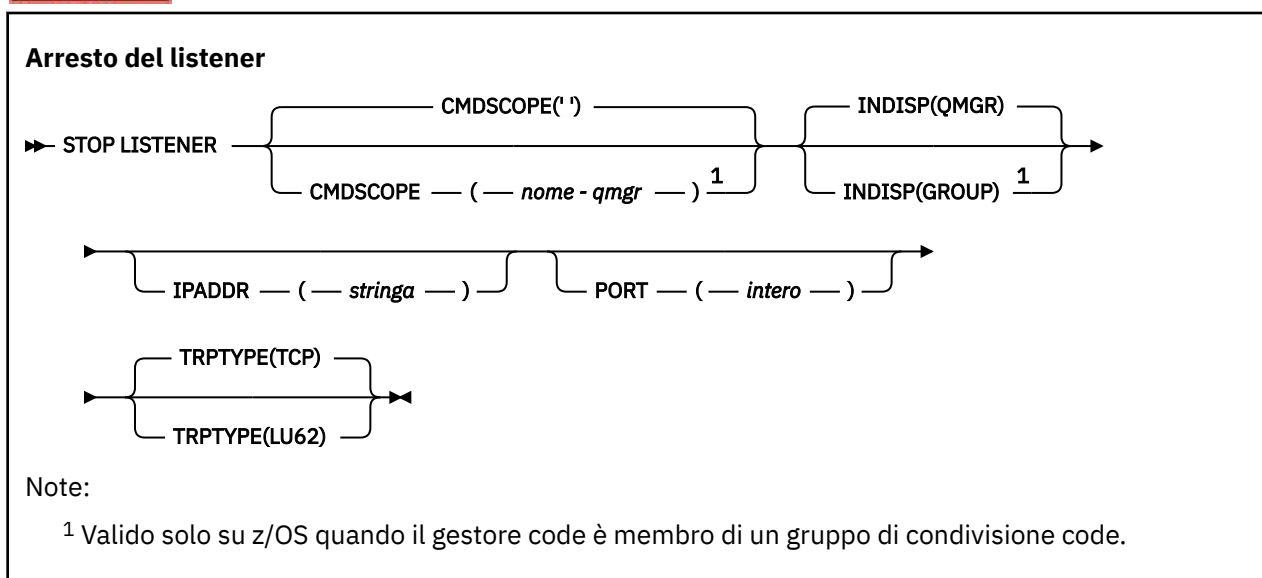 Arresto del listener
CMDSCOPE(' ') INDISP(QMGR)
STOP LISTENER
CMDSCOPE ( nome - qmgr ) 1 INDISP(GROUP) 1
IPADDR ( stringa ) PORT ( intero )
TRPTYPE(TCP)
TRPTYPE(LU62)
Note:
1 Valido solo su z/OS quando il gestore code è membro di un gruppo di condivisione code.